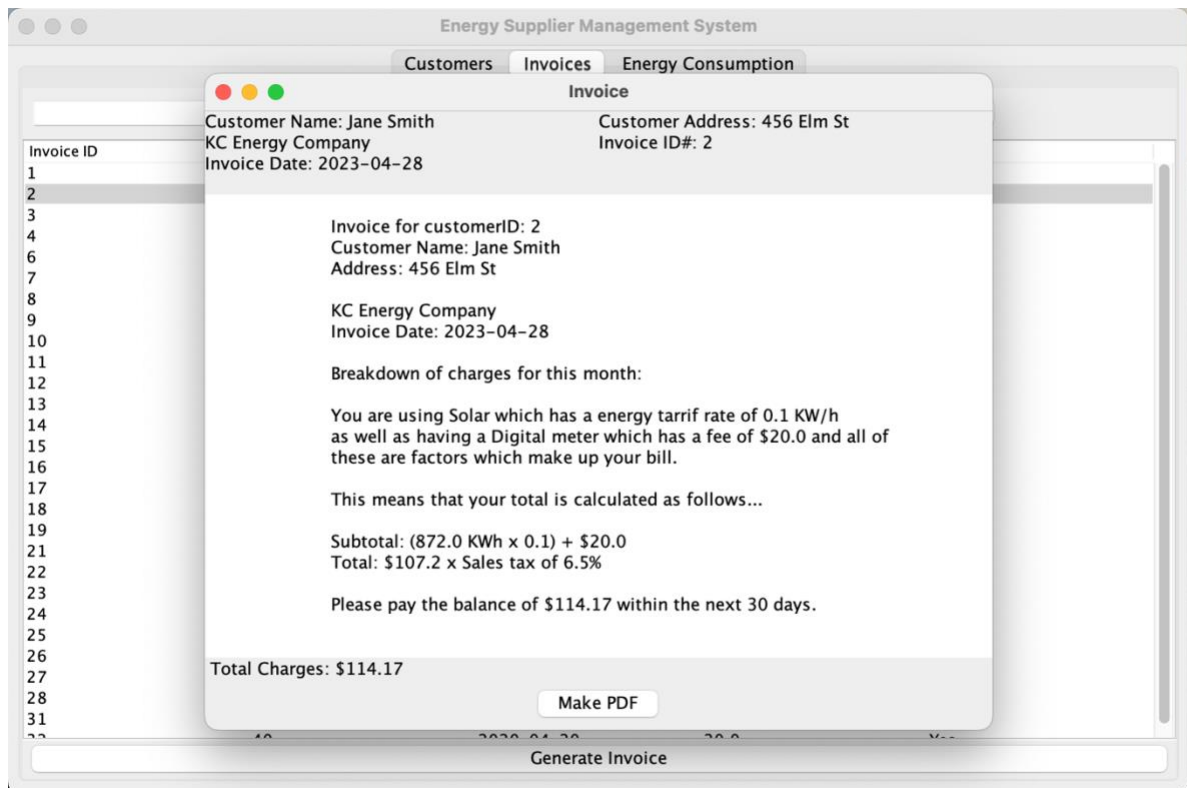 Energy Supplier Management System
Customers Invoices Energy Consumption
Invoice
Customer Name: Jane Smith Customer Address: 456 Elm St
KC Energy Company Invoice ID#: 2
Invoice Date: 2023-04-28
Invoice ID
1
2
3
4
6
7
8
9
10
11
12
13
14
15
16
17
18
19
21
22
23
24
25
26
27
28
31
Invoice for customerID: 2
Customer Name: Jane Smith
Address: 456 Elm St
KC Energy Company
Invoice Date: 2023-04-28
Breakdown of charges for this month:
You are using Solar which has a energy tarrif rate of 0.1 KW/h
as well as having a Digital meter which has a fee of $20.0 and all of
these are factors which make up your bill.
This means that your total is calculated as follows...
Subtotal: (872.0 KWh x 0.1) + $20.0
Total: $107.2 x Sales tax of 6.5%
Please pay the balance of $114.17 within the next 30 days.
Total Charges: $114.17
Make PDF
Generate Invoice